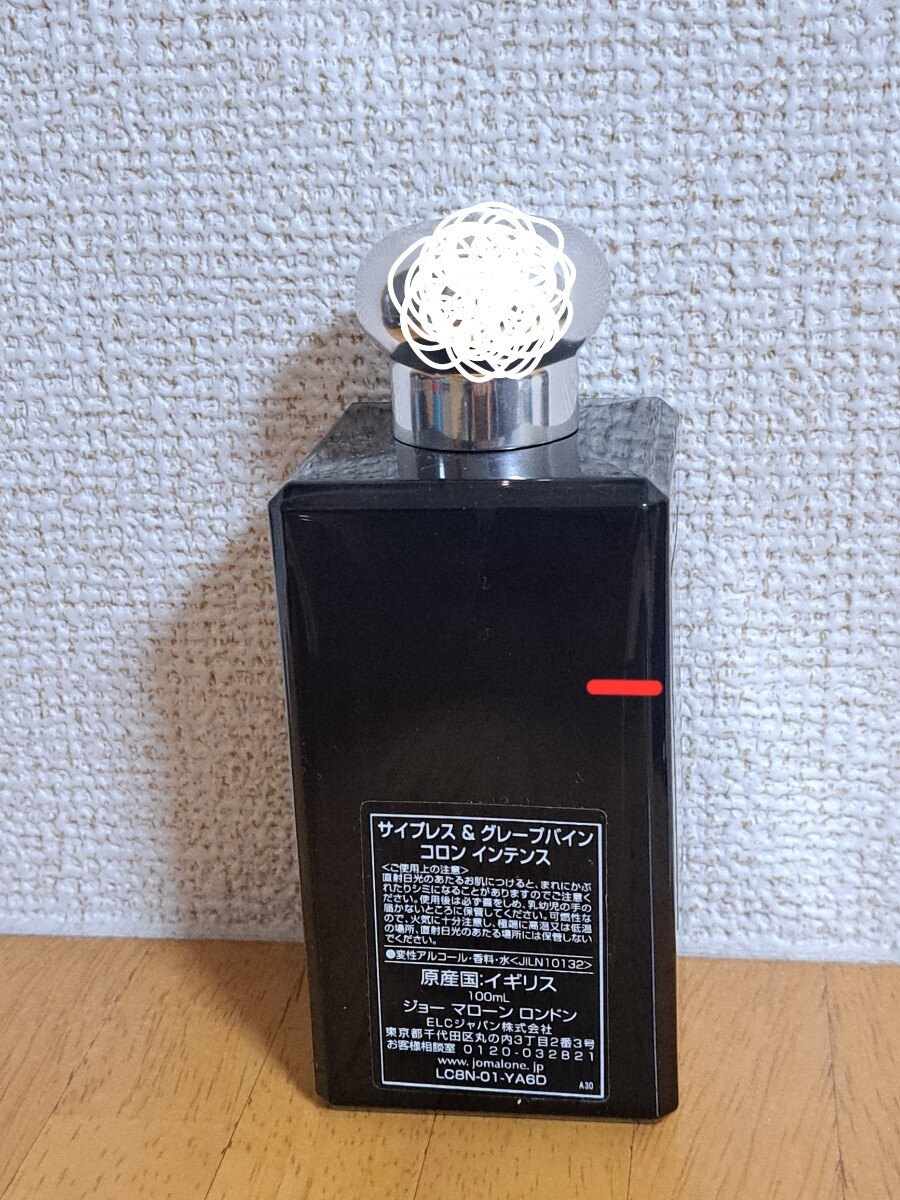 サイプレス & グレープバイン
コロン インテンス
<ご使用上の注意>
直射日光のあたるお肌につけると、まれにかぶ
れたりシミになることがありますのでご注意く
ださい。使用後は必ず蓋をしめ、乳幼児の手の
届かないところに保管してください。可燃性な
ので、火気に十分注意し、極端に高温又は低温
の場所、直射日光のあたる場所には保管しない
でください。
●変性アルコール・香料・水<JILN10132>
原産国:イギリス
100mL
ジョー マローン ロンドン
ELCジャパン株式会社
東京都千代田区丸の内3丁目2番3号
お客様相談室 0120-032821
www.jomalone.jp
LC8N-01-YA6D
A30